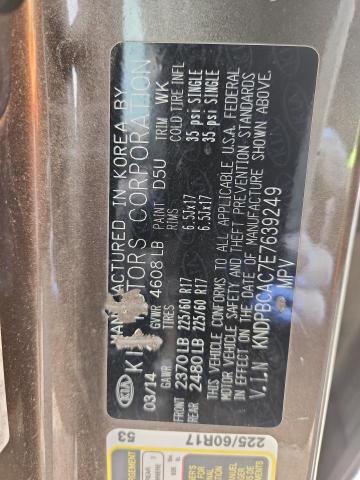 MANUFACTURED IN KOREA BY
KIA MOTORS CORPORATION
KIA
03/14 GVWR 4608 LB PAINT D5U TRIM WK
GAWR TIRES RIMS COLD TIRE INFL
FRONT 2370 LB 225/60 R17 6.5Jx17 35 psi SINGLE
REAR 2480 LB 225/60 R17 6.5Jx17 35 psi SINGLE
THIS VEHICLE CONFORMS TO ALL APPLICABLE U.S.A. FEDERAL
MOTOR VEHICLE SAFETY AND THEFT PREVENTION STANDARDS
IN EFFECT ON THE DATE OF MANUFACTURE SHOWN ABOVE.
V.I.N KNDPBCAC7E7639249
MPV
53 225/60R17